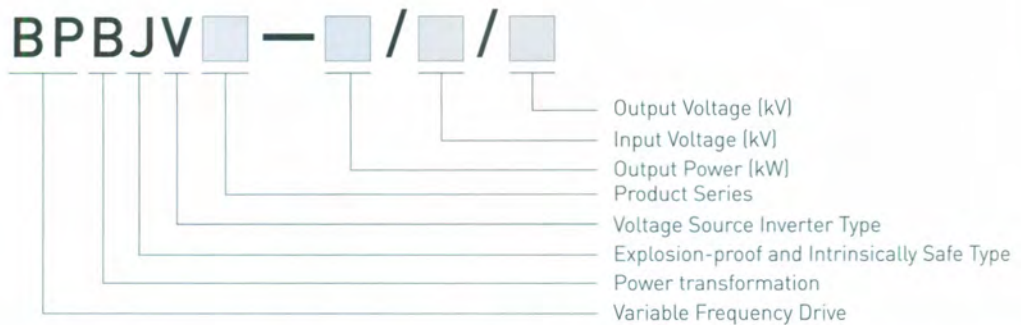 BPBJV — / /
Output Voltage (kV)
Input Voltage (kV)
Output Power (kW)
Product Series
Voltage Source Inverter Type
Explosion-proof and Intrinsically Safe Type
Power transformation
Variable Frequency Drive